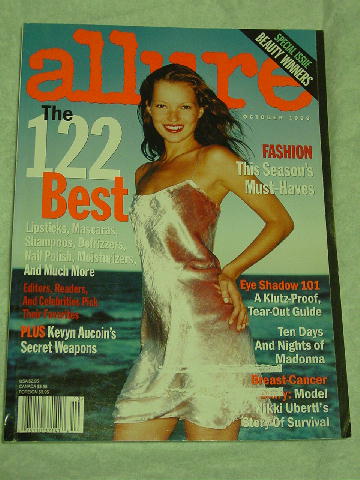 allure
SPECIAL ISSUE
BEAUTY WINNERS
The
122
Best
Lipsticks, Mascaras,
Shampoos, Defrizzers,
Nail Polish, Moisturizers,
And Much More
Editors, Readers,
And Celebrities Pick
Their Favorites
PLUS Kevyn Aucoin's
Secret Weapons
OCTOBER
FASHION
This Season's
Must-Haves
Eye Shadow 101
A Klutz-Proof,
Tear-Out Guide
Ten Days
And Nights of
Madonna
Breast-Cancer
Model
Nikki Uberti's
Story Of Survival